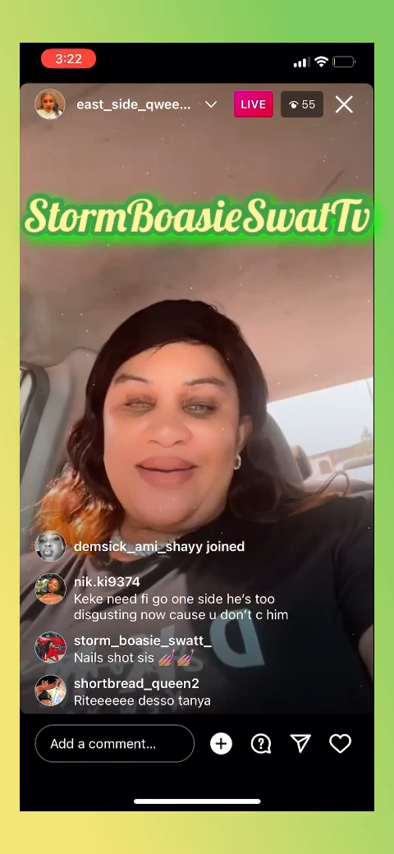 3:22
east_side_qwee...
LIVE
55
StormBoasieSwatTv
demsick_ami_shayy joined
nik.ki9374
Keke need fi go one side he's too
disgusting now cause u don't c him
storm_boasie_swatt_
Nails shot sis 💅🏽💅🏽
shortbread_queen2
Riteeeeee desso tanya
Add a comment...